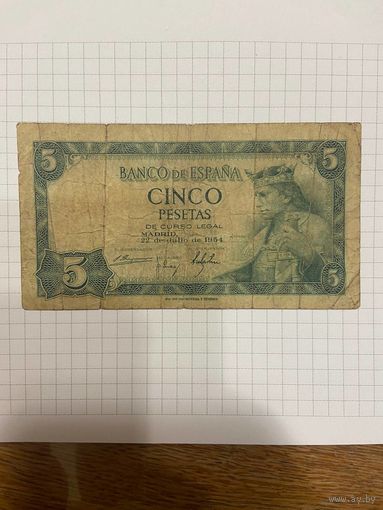 5
5
BANCO DE ESPAÑA
CINCO
PESETAS
DE CURSO LEGAL
MADRID,
22 de Julio de 1954
5
5
www.ay.by